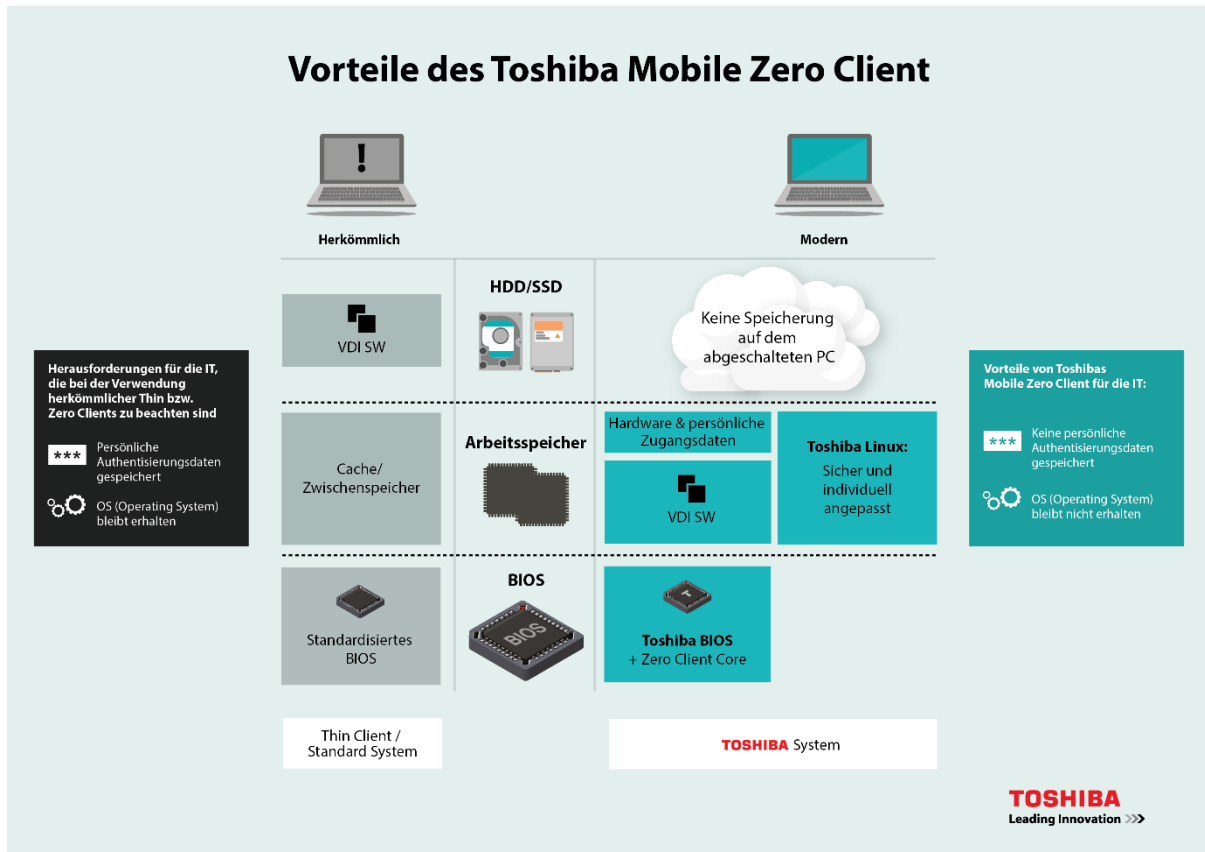 Vorteile des Toshiba Mobile Zero Client
!
Herkömmlich
Modern
HDD/SSD
VDI SW
Keine Speicherung
auf dem
abgeschalteten PC
Herausforderungen für die IT,
die bei der Verwendung
herkömmlicher Thin bzw.
Zero Clients zu beachten sind
***
Persönliche
Authentisierungsdaten
gespeichert
OS (Operating System)
bleibt erhalten
Cache/
Zwischenspeicher
Arbeitsspeicher
Hardware & persönliche
Zugangsdaten
VDI SW
Toshiba Linux:
Sicher und
individuell
angepasst
Vorteile von Toshibas
Mobile Zero Client für die IT:
***
Keine persönliche
Authentisierungsdaten
gespeichert
OS (Operating System)
bleibt nicht erhalten
Standardisiertes
BIOS
BIOS
BIOS
T
Toshiba BIOS
+ Zero Client Core
Thin Client /
Standard System
TOSHIBA System
TOSHIBA
Leading Innovation >>>